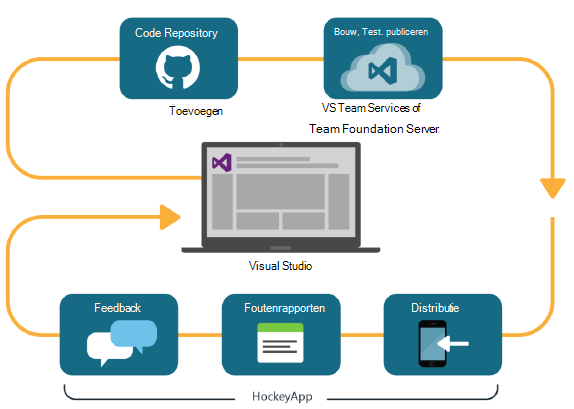 Code Repository
Bouw, Test. publiceren
Toevoegen
VS Team Services of
Team Foundation Server
Visual Studio
Feedback
Foutenrapporten
Distributie
HockeyApp